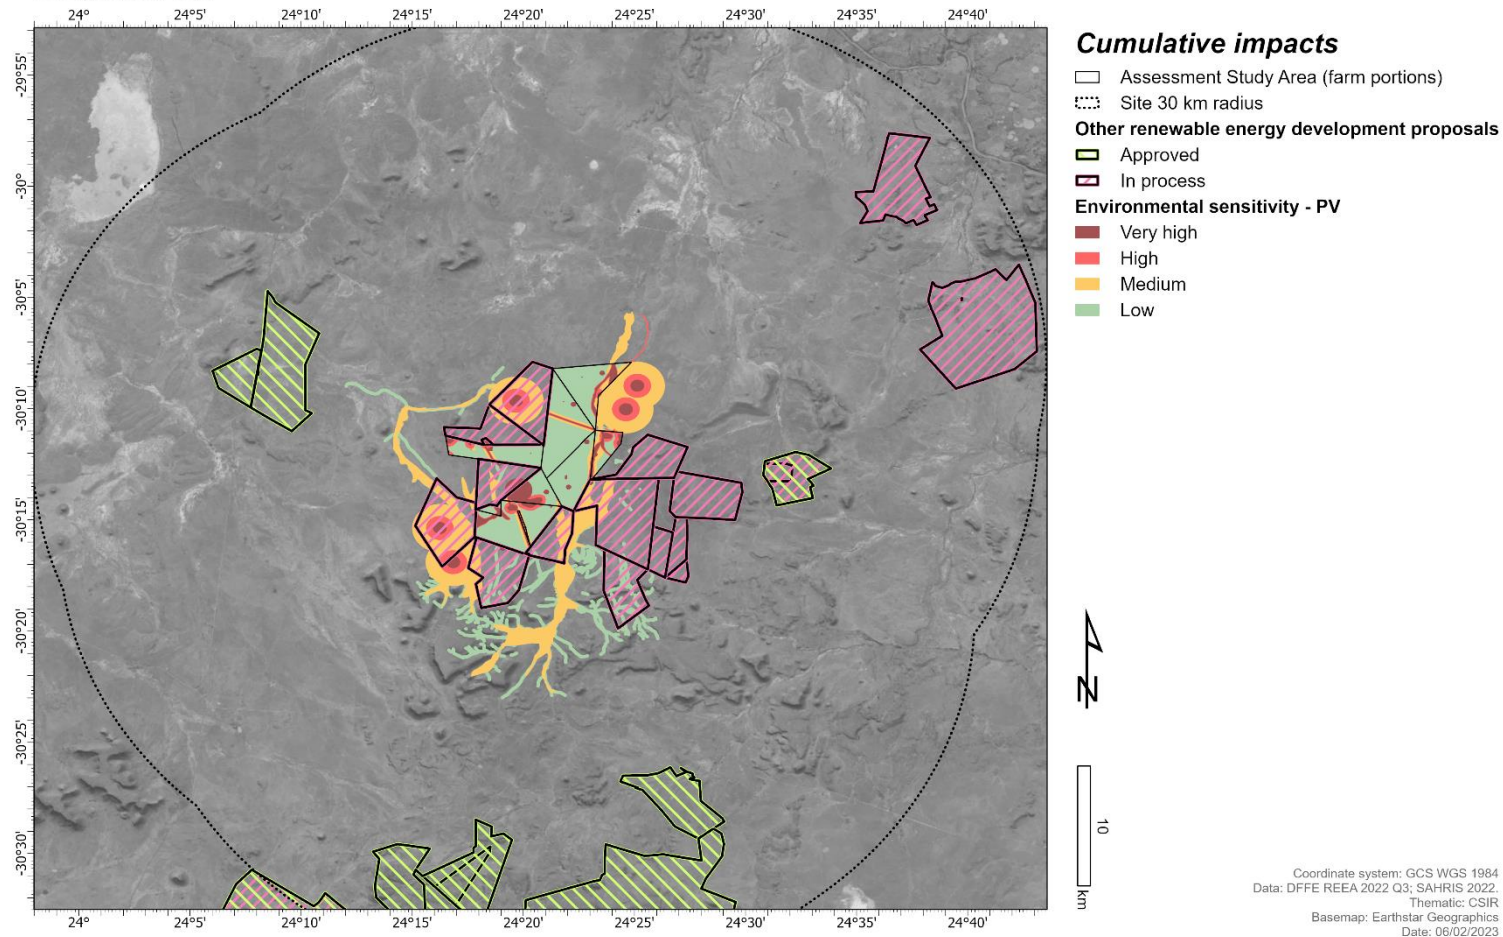 24° 24°5' 24°10' 24°15' 24°20' 24°25' 24°30' 24°35' 24°40'
-29°55'
-30°
-30°5'
-30°10'
-30°15'
-30°20'
-30°25'
-30°30'
24° 24°5' 24°10' 24°15' 24°20' 24°25' 24°30' 24°35' 24°40'
Cumulative impacts
Assessment Study Area (farm portions)
Site 30 km radius
Other renewable energy development proposals
Approved
In process
Environmental sensitivity - PV
Very high
High
Medium
Low
N
10
km
Coordinate system: GCS WGS 1984
Data: DFFE REEA 2022 Q3; SAHRIS 2022.
Thematic: CSIR
Basemap: Earthstar Geographics
Date: 06/02/2023